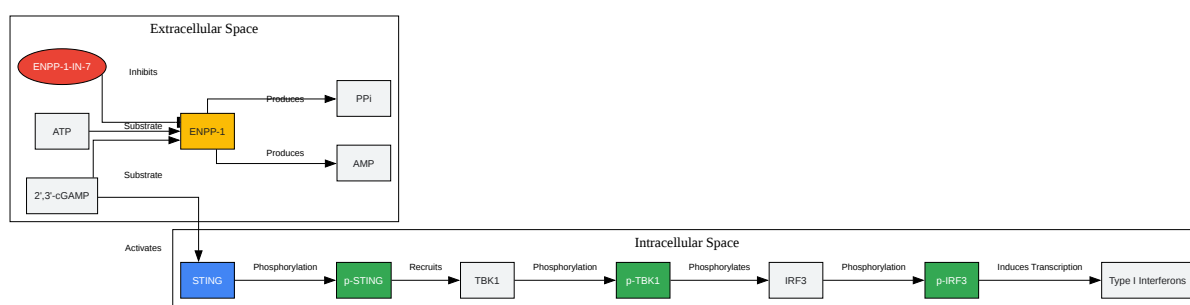 Extracellular Space
ENPP-1-IN-7
Inhibits
Produces
PPi
ATP
Substrate
ENPP-1
Produces
AMP
Substrate
2',3'-cGAMP
Activates
Intracellular Space
STING
Phosphorylation
p-STING
Recruits
TBK1
Phosphorylation
p-TBK1
Phosphorylates
IRF3
Phosphorylation
p-IRF3
Induces Transcription
Type I Interferons